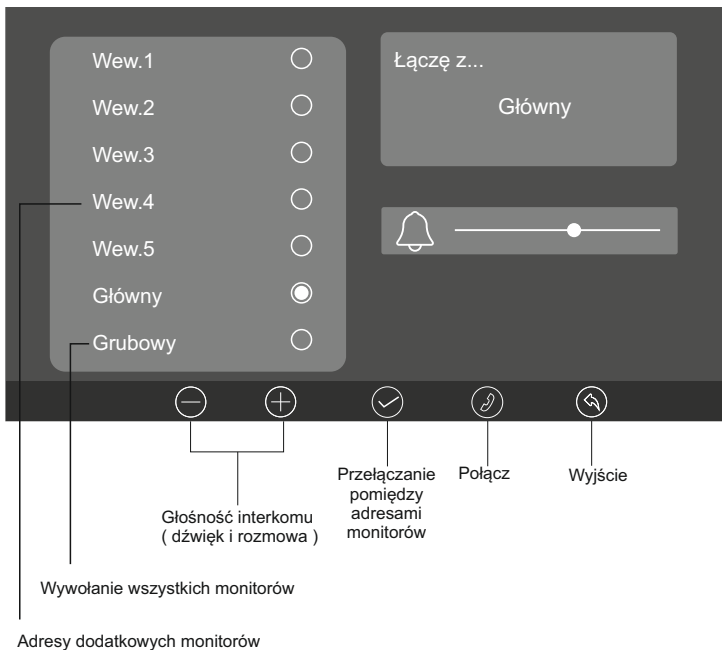 Wew.1
Wew.2
Wew.3
Wew.4
Wew.5
Główny
Grubowy
Łączę z...
Główny
Głośność interkomu
( dźwięk i rozmowa )
Przełączanie
pomiędzy
adresami
monitorów
Połącz
Wyjście
Wywołanie wszystkich monitorów
Adresy dodatkowych monitorów